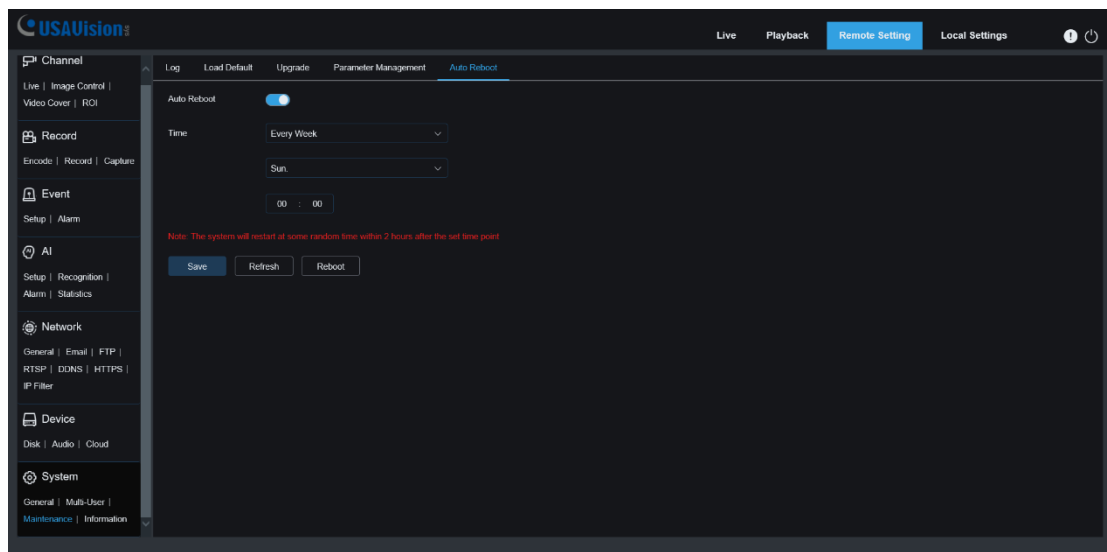 USAVision
Live Playback Remote Setting Local Settings
Channel
Live | Image Control |
Video Cover | ROI
Record
Encode | Record | Capture
Event
Setup | Alarm
AI
Setup | Recognition |
Alarm | Statistics
Network
General | Email | FTP |
RTSP | DDNS | HTTPS |
IP Filter
Device
Disk | Audio | Cloud
System
General | Multi-User |
Maintenance | Information
Log Load Default Upgrade Parameter Management Auto Reboot
Auto Reboot
Time Every Week
Sun.
00 : 00
Note: The system will restart at some random time within 2 hours after the set time point
Save Refresh Reboot